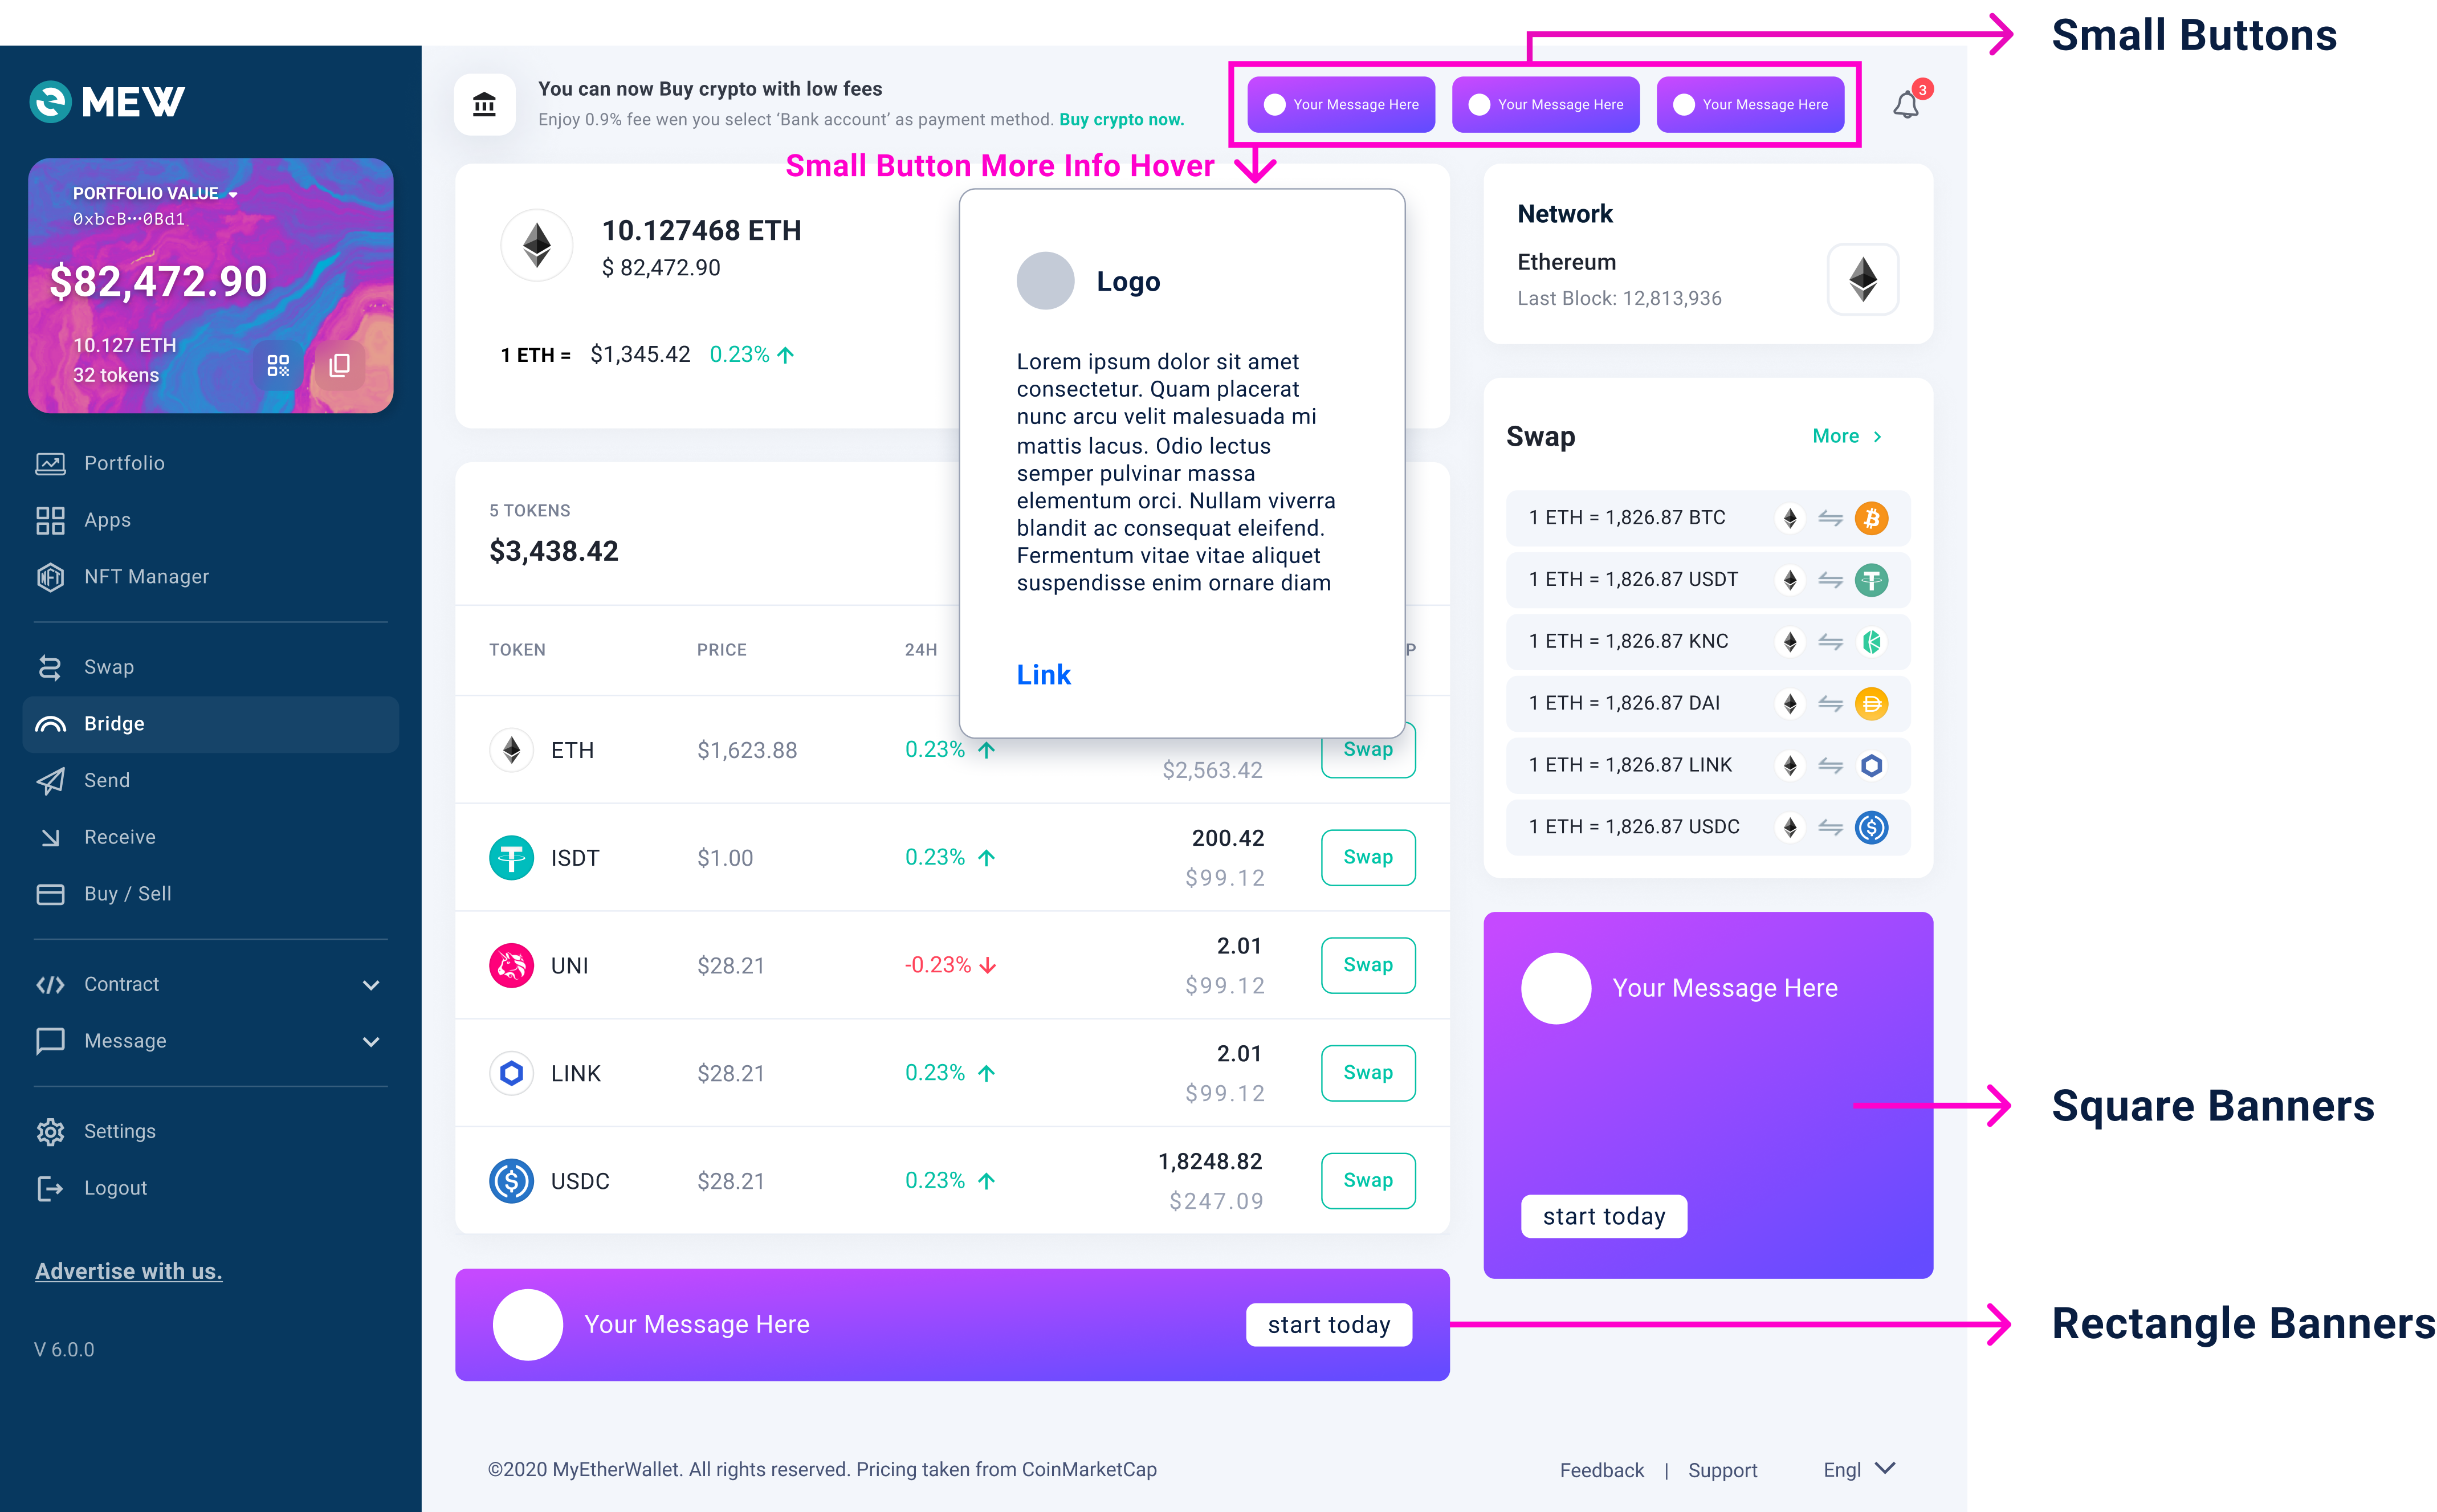 Small Buttons
MEW
You can now Buy crypto with low fees
Enjoy 0.9% fee wen you select ‘Bank account’ as payment method. Buy crypto now.
Your Message Here
Your Message Here
Your Message Here
3
Small Button More Info Hover
PORTFOLIO VALUE
0xbcB···0Bd1
$82,472.90
10.127 ETH
32 tokens
Portfolio
Apps
NFT Manager
Swap
Bridge
Send
Receive
Buy / Sell
Contract
Message
Settings
Logout
Advertise with us.
V 6.0.0
10.127468 ETH
$ 82,472.90
1 ETH = $1,345.42 0.23%
Logo
Lorem ipsum dolor sit amet
consectetur. Quam placerat
nunc arcu velit malesuada mi
mattis lacus. Odio lectus
semper pulvinar massa
elementum orci. Nullam viverra
blandit ac consequat eleifend.
Fermentum vitae vitae aliquet
suspendisse enim ornare diam
Link
5 TOKENS
$3,438.42
TOKEN PRICE 24H P
ETH $1,623.88 0.23% Swap
$2,563.42
ISDT $1.00 0.23% 200.42 Swap
$99.12
UNI $28.21 -0.23% 2.01 Swap
$99.12
LINK $28.21 0.23% 2.01 Swap
$99.12
USDC $28.21 0.23% 1,8248.82 Swap
$247.09
Network
Ethereum
Last Block: 12,813,936
Swap More
1 ETH = 1,826.87 BTC
1 ETH = 1,826.87 USDT
1 ETH = 1,826.87 KNC
1 ETH = 1,826.87 DAI
1 ETH = 1,826.87 LINK
1 ETH = 1,826.87 USDC
Your Message Here
start today
Square Banners
Your Message Here start today
Rectangle Banners
©2020 MyEtherWallet. All rights reserved. Pricing taken from CoinMarketCap
Feedback | Support Engl